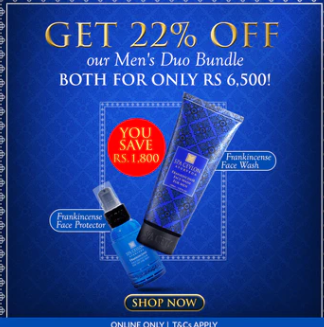 GET 22% OFF
our Men's Duo Bundle
BOTH FOR ONLY RS 6,500!
YOU
SAVE
RS. 1,800
Frankincense
Face Wash
Frankincense
Face Protector
SHOP NOW
ONLINE ONLY | T&Cs APPLY